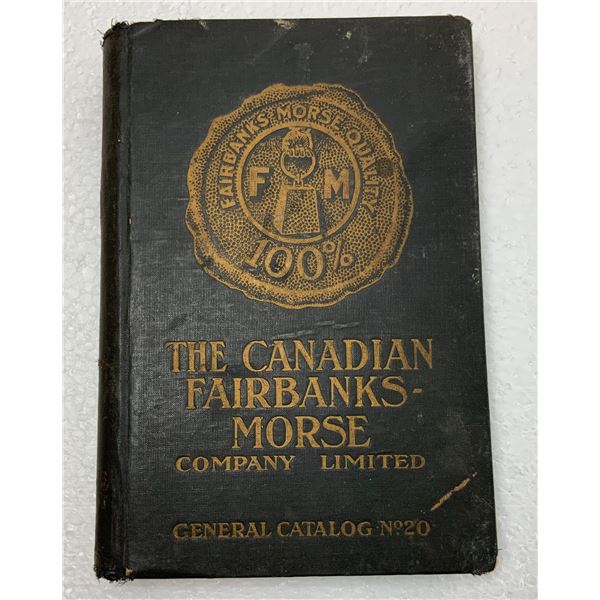 FAIRBANKS·MORSE·QUALITY
F M
100%
THE CANADIAN
FAIRBANKS-
MORSE
COMPANY LIMITED
GENERAL CATALOG Nº20